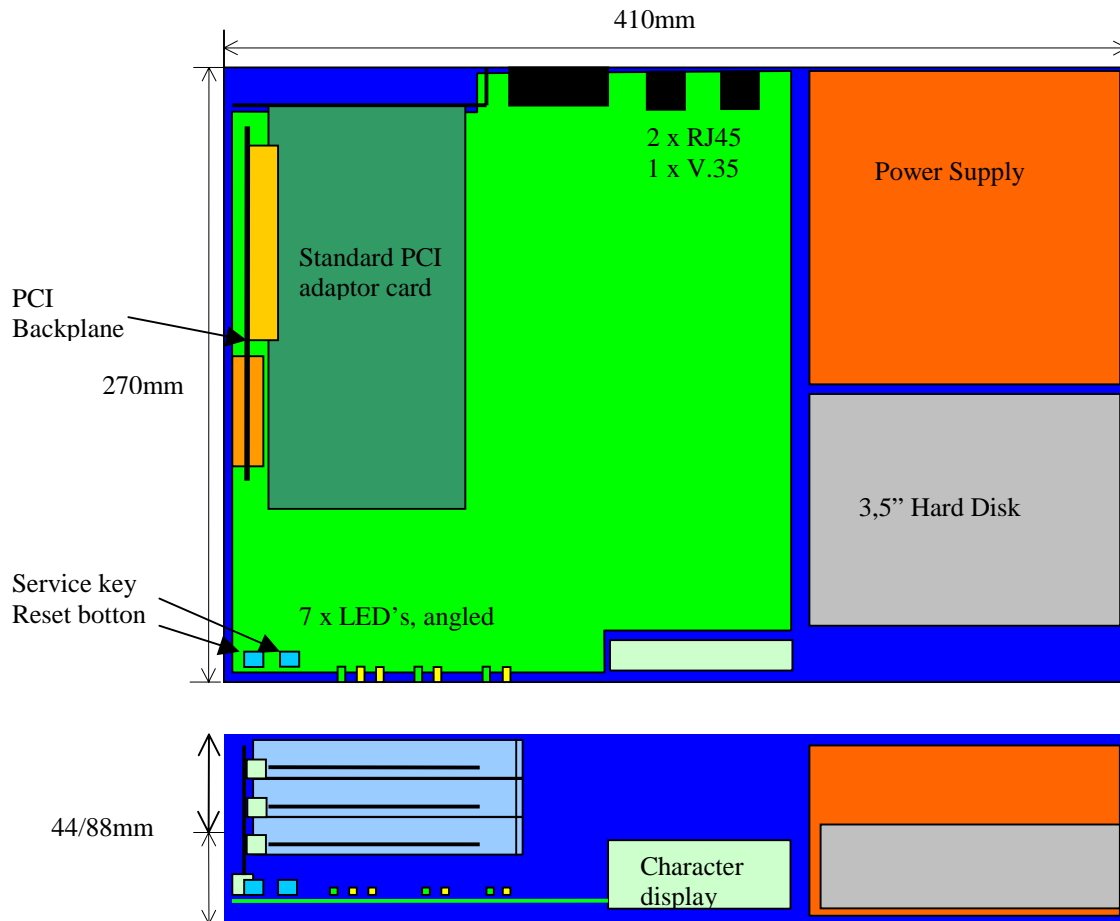 410mm
2 x RJ45
1 x V.35
Power Supply
Standard PCI
adaptor card
PCI
Backplane
270mm
3,5” Hard Disk
Service key
Reset botton
7 x LED’s, angled
44/88mm
Character
display